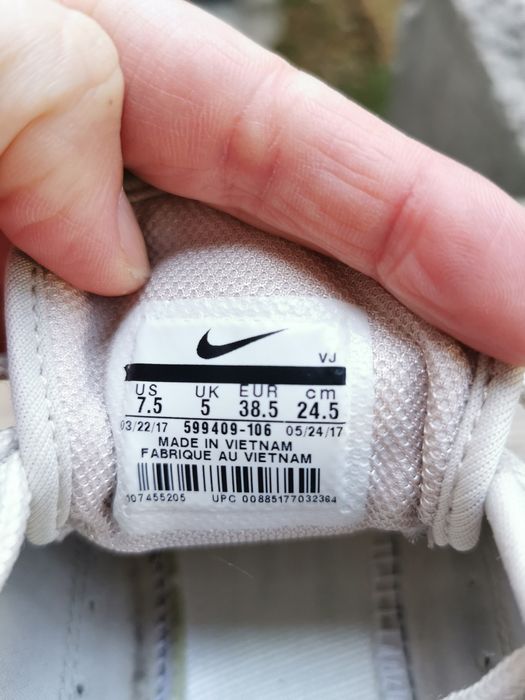 VJ
US UK EUR cm
7.5 5 38.5 24.5
03/22/17 599409-106 05/24/17
MADE IN VIETNAM
FABRIQUE AU VIETNAM
107455205 UPC 00885177032364